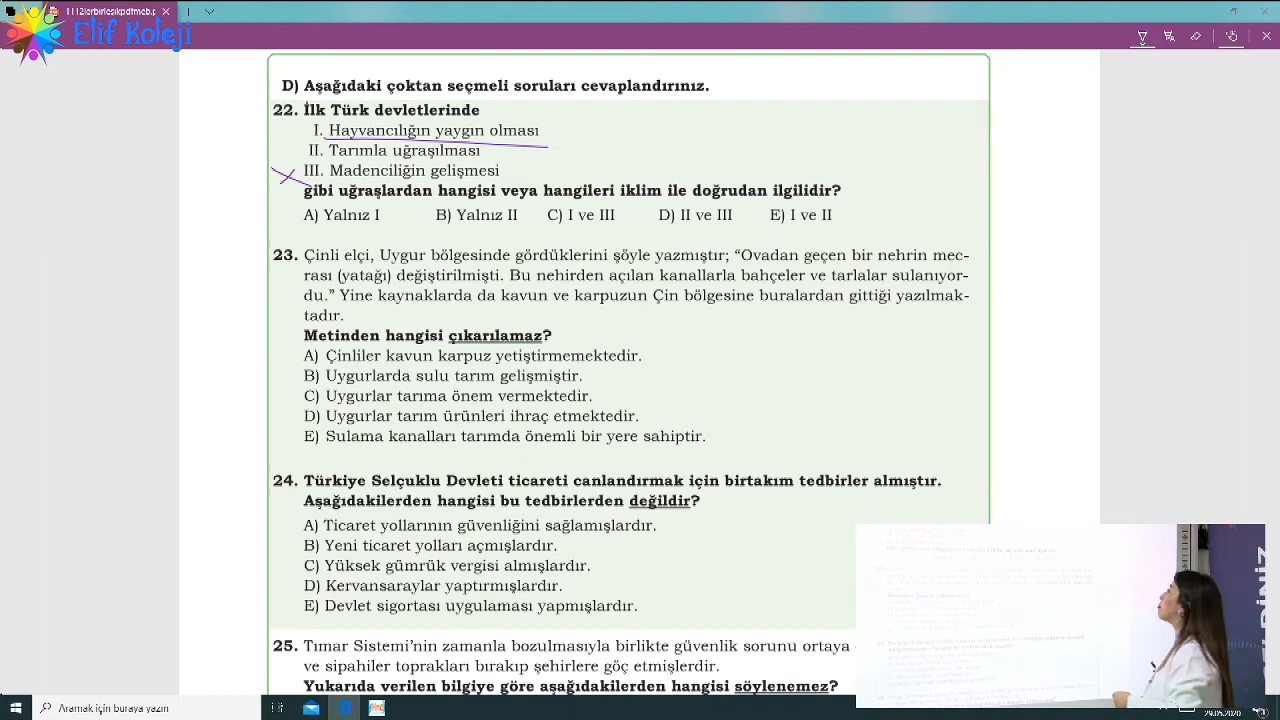 1112lerbirlesikpdfmeb.p
Elif Koleji
D) Aşağıdaki çoktan seçmeli soruları cevaplandırınız.
22. İlk Türk devletlerinde
I. Hayvancılığın yaygın olması
II. Tarımla uğraşılması
III. Madenciliğin gelişmesi
gibi uğraşlardan hangisi veya hangileri iklim ile doğrudan ilgilidir?
A) Yalnız I B) Yalnız II C) I ve III D) II ve III E) I ve II
23. Çinli elçi, Uygur bölgesinde gördüklerini şöyle yazmıştır; “Ovadan geçen bir nehrin mec-
rası (yatağı) değiştirilmişti. Bu nehirden açılan kanallarla bahçeler ve tarlalar sulanıyor-
du.” Yine kaynaklarda da kavun ve karpuzun Çin bölgesine buralardan gittiği yazılmak-
tadır.
Metinden hangisi çıkarılamaz?
A) Çinliler kavun karpuz yetiştirmemektedir.
B) Uygurlarda sulu tarım gelişmiştir.
C) Uygurlar tarıma önem vermektedir.
D) Uygurlar tarım ürünleri ihraç etmektedir.
E) Sulama kanalları tarımda önemli bir yere sahiptir.
24. Türkiye Selçuklu Devleti ticareti canlandırmak için birtakım tedbirler almıştır.
Aşağıdakilerden hangisi bu tedbirlerden değildir?
A) Ticaret yollarının güvenliğini sağlamışlardır.
B) Yeni ticaret yolları açmışlardır.
C) Yüksek gümrük vergisi almışlardır.
D) Kervansaraylar yaptırmışlardır.
E) Devlet sigortası uygulaması yapmışlardır.
25. Tımar Sistemi’nin zamanla bozulmasıyla birlikte güvenlik sorunu ortaya
ve sipahiler toprakları bırakıp şehirlere göç etmişlerdir.
Yukarıda verilen bilgiye göre aşağıdakilerden hangisi söylenemez?
Aramak için buraya yazın
29.05.2020